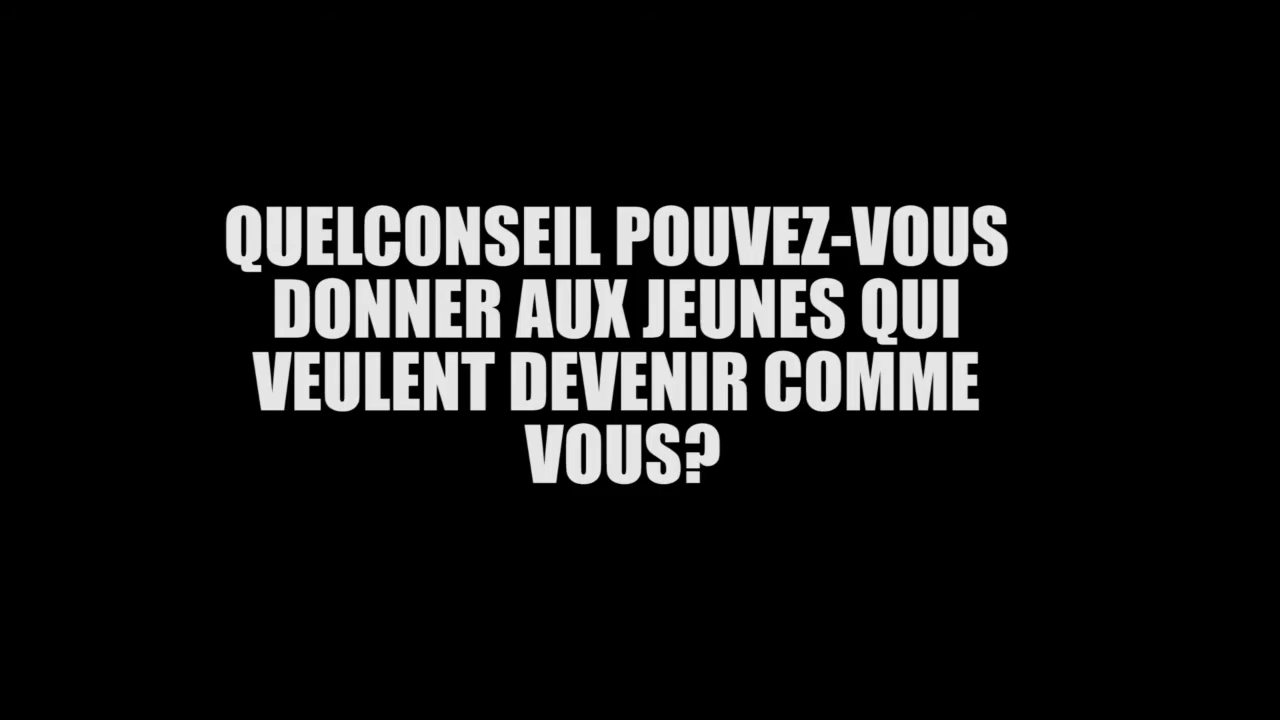 QUELCONSEIL POUVEZ-VOUS
DONNER AUX JEUNES QUI
VEULENT DEVENIR COMME
VOUS?